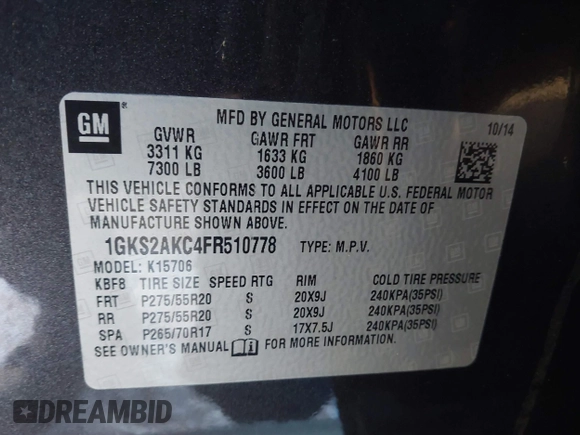 GM
MFD BY GENERAL MOTORS LLC
10/14
GVWR GAWR FRT GAWR RR
3311 KG 1633 KG 1860 KG
7300 LB 3600 LB 4100 LB
THIS VEHICLE CONFORMS TO ALL APPLICABLE U.S. FEDERAL MOTOR
VEHICLE SAFETY STANDARDS IN EFFECT ON THE DATE OF
MANUFACTURE SHOWN ABOVE.
1GKS2AKC4FR510778 TYPE: M.P.V.
MODEL: K15706
KBF8 TIRE SIZE SPEED RTG RIM COLD TIRE PRESSURE
FRT P275/55R20 S 20X9J 240KPA(35PSI)
RR P275/55R20 S 20X9J 240KPA(35PSI)
SPA P265/70R17 S 17X7.5J 240KPA(35PSI)
SEE OWNER'S MANUAL FOR MORE INFORMATION.
DREAMBID